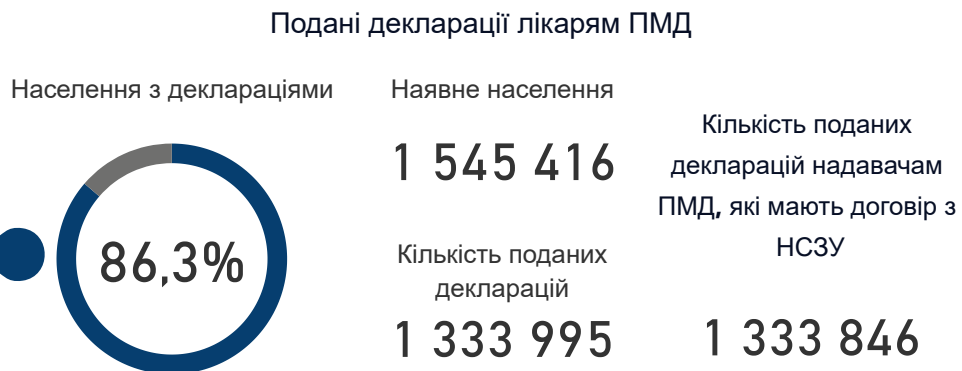 Подані декларації лікарям ПМД
Населення з деклараціями
86,3%
Наявне населення
1 545 416
Кількість поданих
декларацій
1 333 995
Кількість поданих
декларацій надавачам
ПМД, які мають договір з
НСЗУ
1 333 846